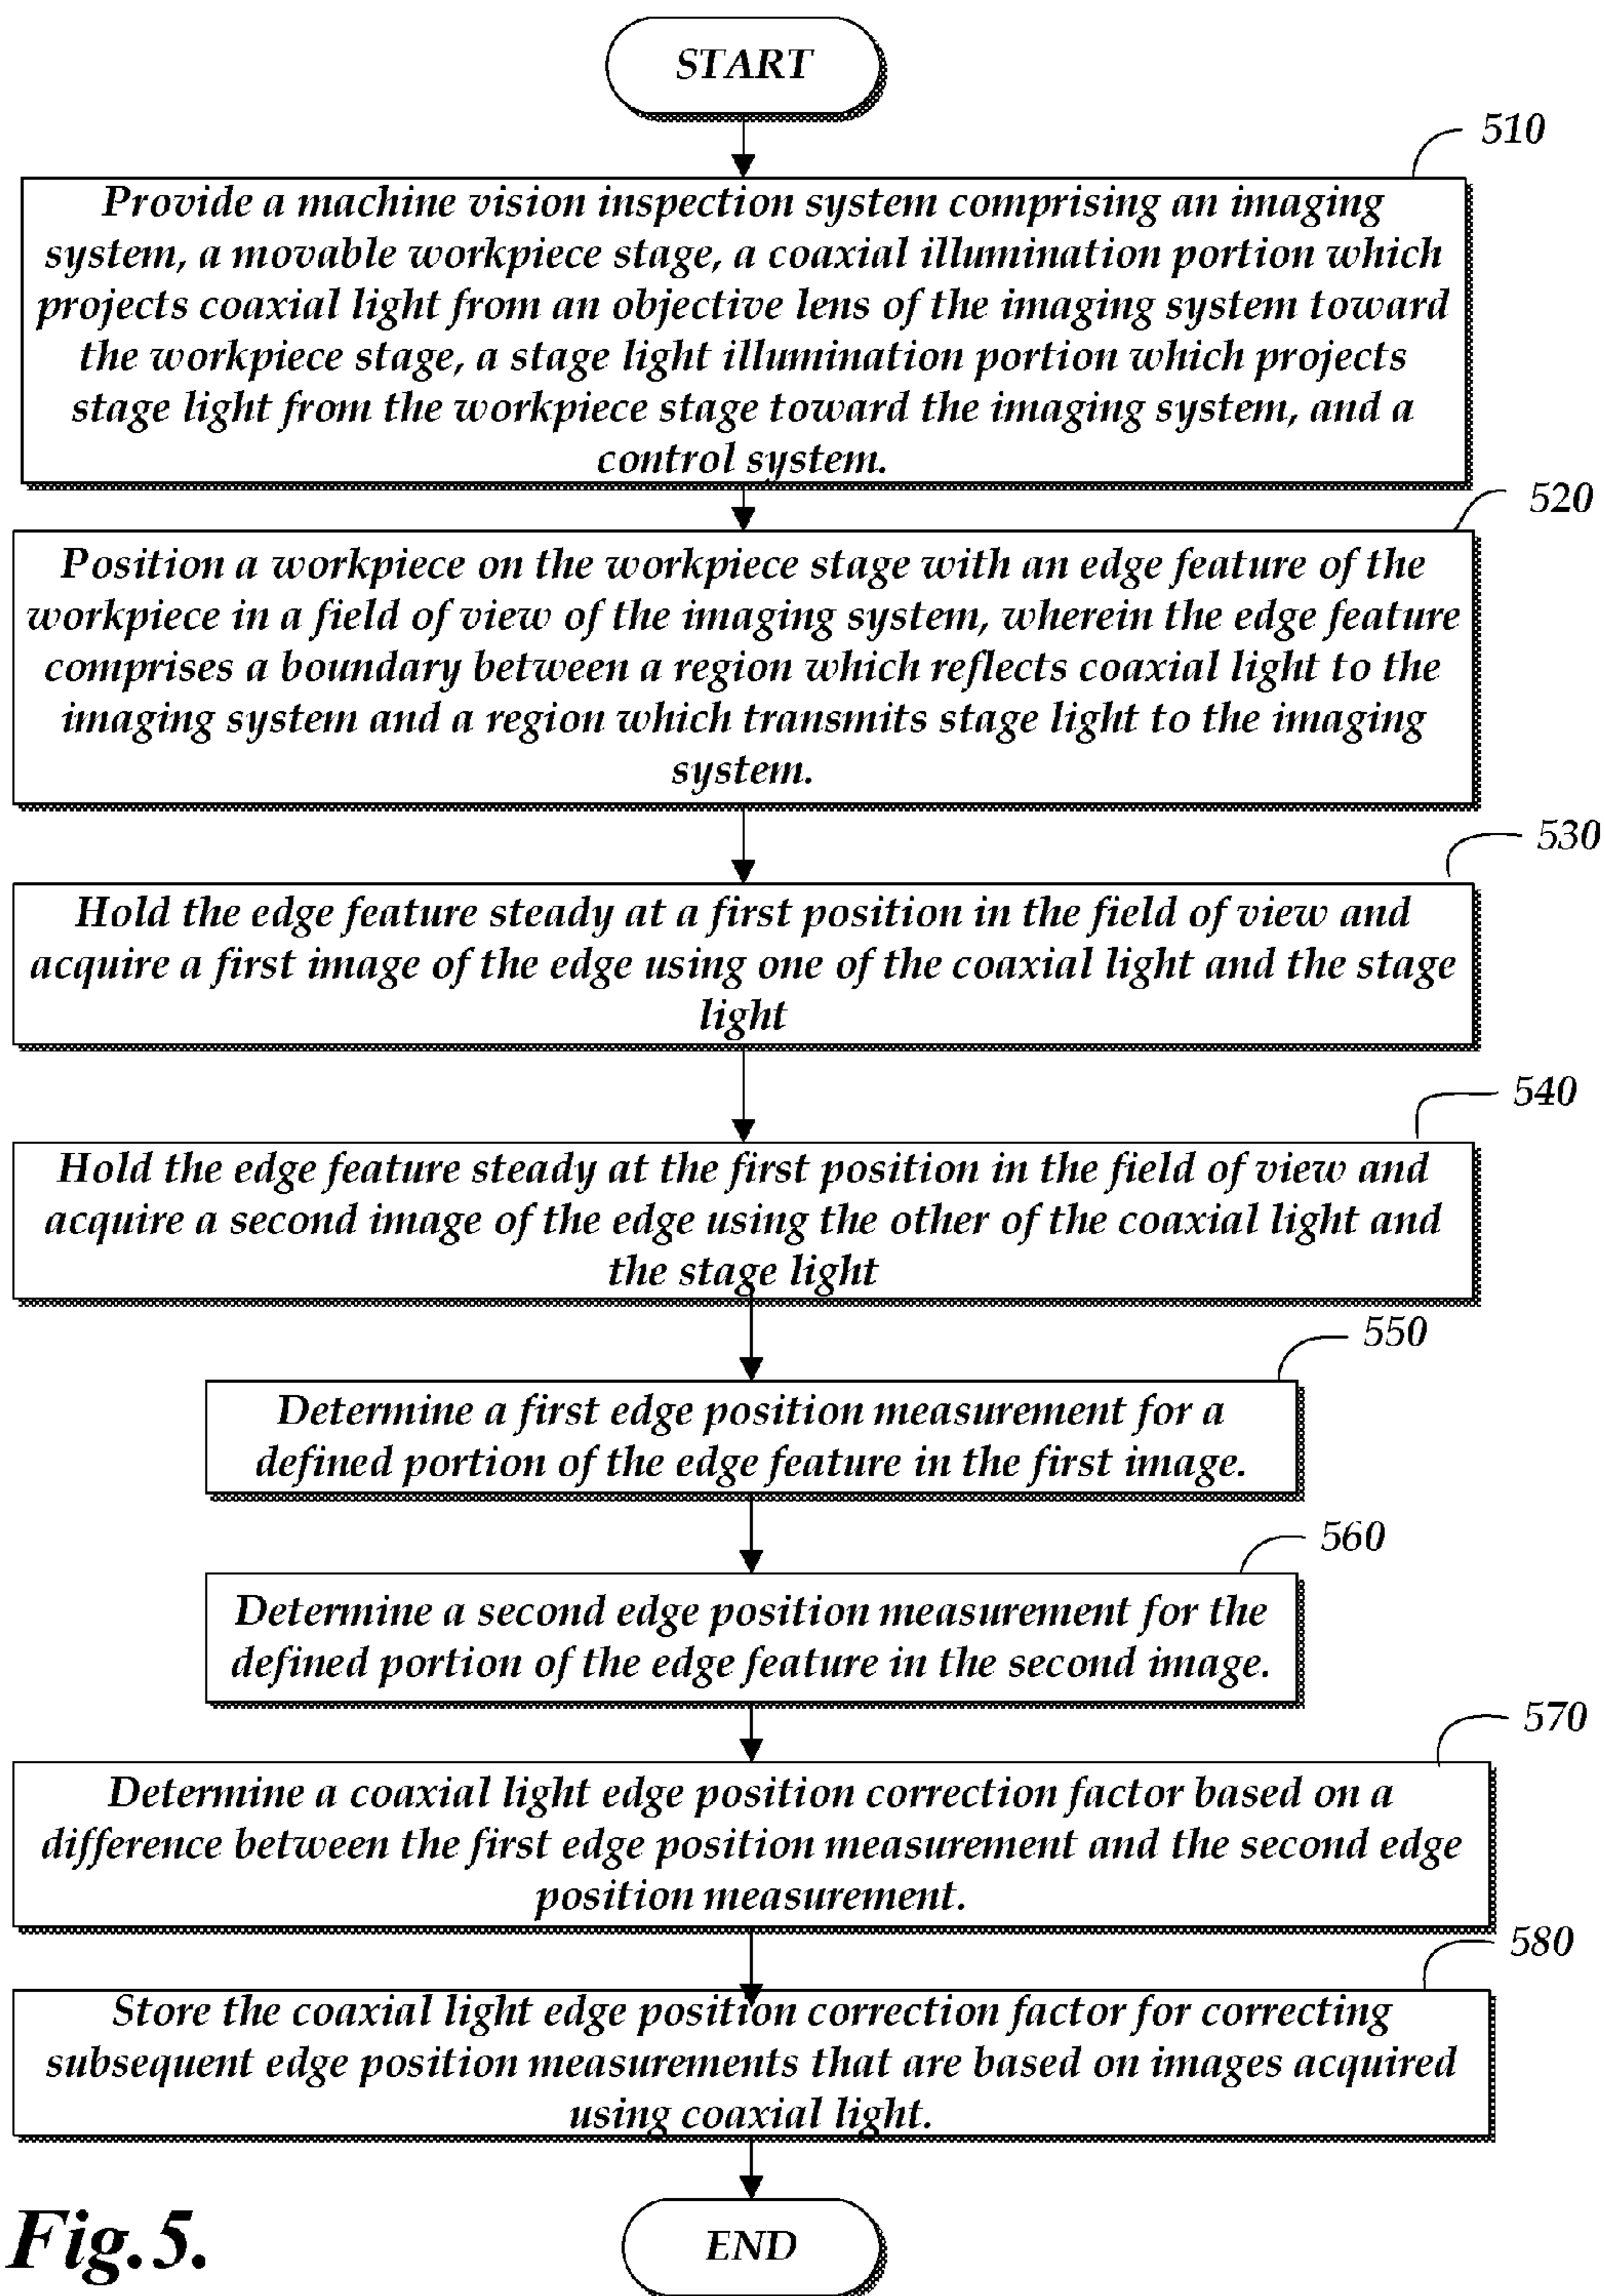 START
510
Provide a machine vision inspection system comprising an imaging
system, a movable workpiece stage, a coaxial illumination portion which
projects coaxial light from an objective lens of the imaging system toward
the workpiece stage, a stage light illumination portion which projects
stage light from the workpiece stage toward the imaging system, and a
control system.
520
Position a workpiece on the workpiece stage with an edge feature of the
workpiece in a field of view of the imaging system, wherein the edge feature
comprises a boundary between a region which reflects coaxial light to the
imaging system and a region which transmits stage light to the imaging
system.
530
Hold the edge feature steady at a first position in the field of view and
acquire a first image of the edge using one of the coaxial light and the stage
light
540
Hold the edge feature steady at the first position in the field of view and
acquire a second image of the edge using the other of the coaxial light and
the stage light
550
Determine a first edge position measurement for a
defined portion of the edge feature in the first image.
560
Determine a second edge position measurement for the
defined portion of the edge feature in the second image.
570
Determine a coaxial light edge position correction factor based on a
difference between the first edge position measurement and the second edge
position measurement.
580
Store the coaxial light edge position correction factor for correcting
subsequent edge position measurements that are based on images acquired
using coaxial light.
END
Fig.5.